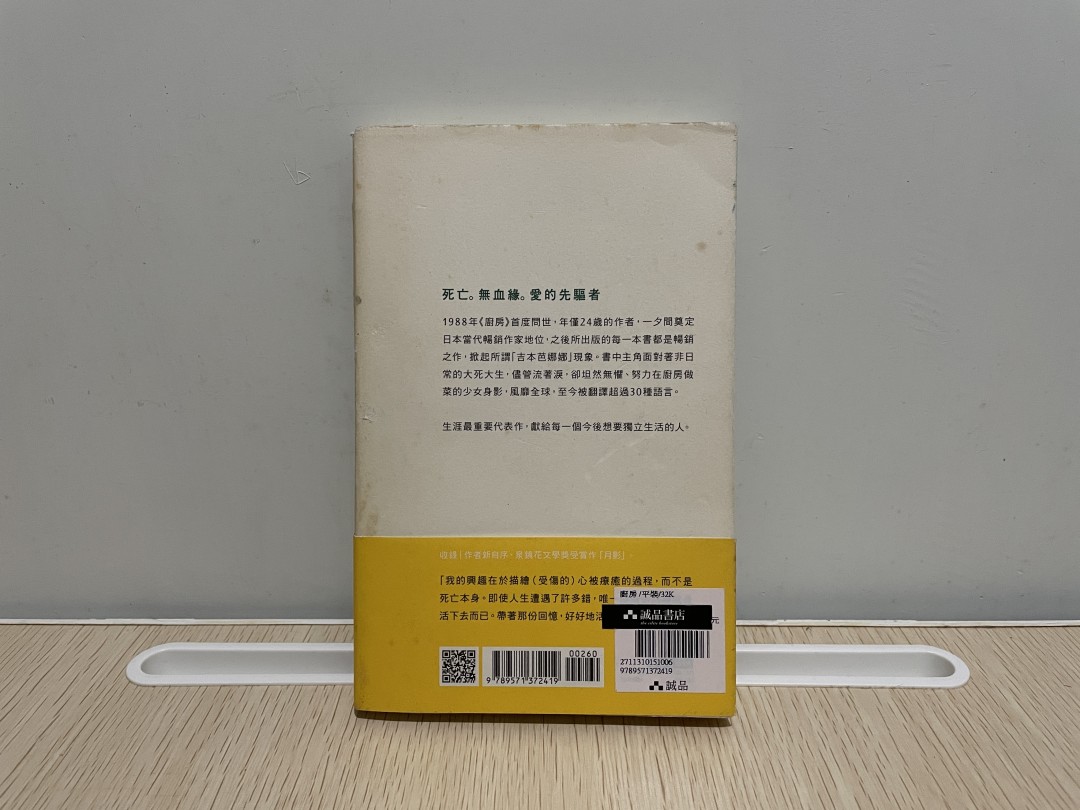 死亡。無血緣。愛的先驅者
1988年《廚房》首度問世，年僅24歲的作者，一夕間奠定
日本當代暢銷作家地位，之後所出版的每一本書都是暢銷
之作，掀起所謂「吉本芭娜娜」現象。書中主角面對著非日
常的大死大生，儘管流著淚，卻坦然無懼、努力在廚房做
菜的少女身影，風靡全球，至今被翻譯超過30種語言。
生涯最重要代表作，獻給每一個今後想要獨立生活的人。
收錄｜作者新自序，泉鏡花文學獎受賞作「月影」。
「我的興趣在於描繪（受傷的）心被療癒的過程，而不是
死亡本身。即使人生遭遇了許多錯，唯一
活下去而已。帶著那份回憶，好好地活
廚房/平裝/32K
誠品書店
the eslite bookstore
元
00260
9 789571 372419
2711310151006
9789571372419
誠品